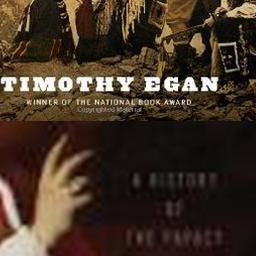 TIMOTHY EGAN
WINNER OF THE NATIONAL BOOK AWARD
Copyrighted Material
A HISTORY
OF
THE PAPACY